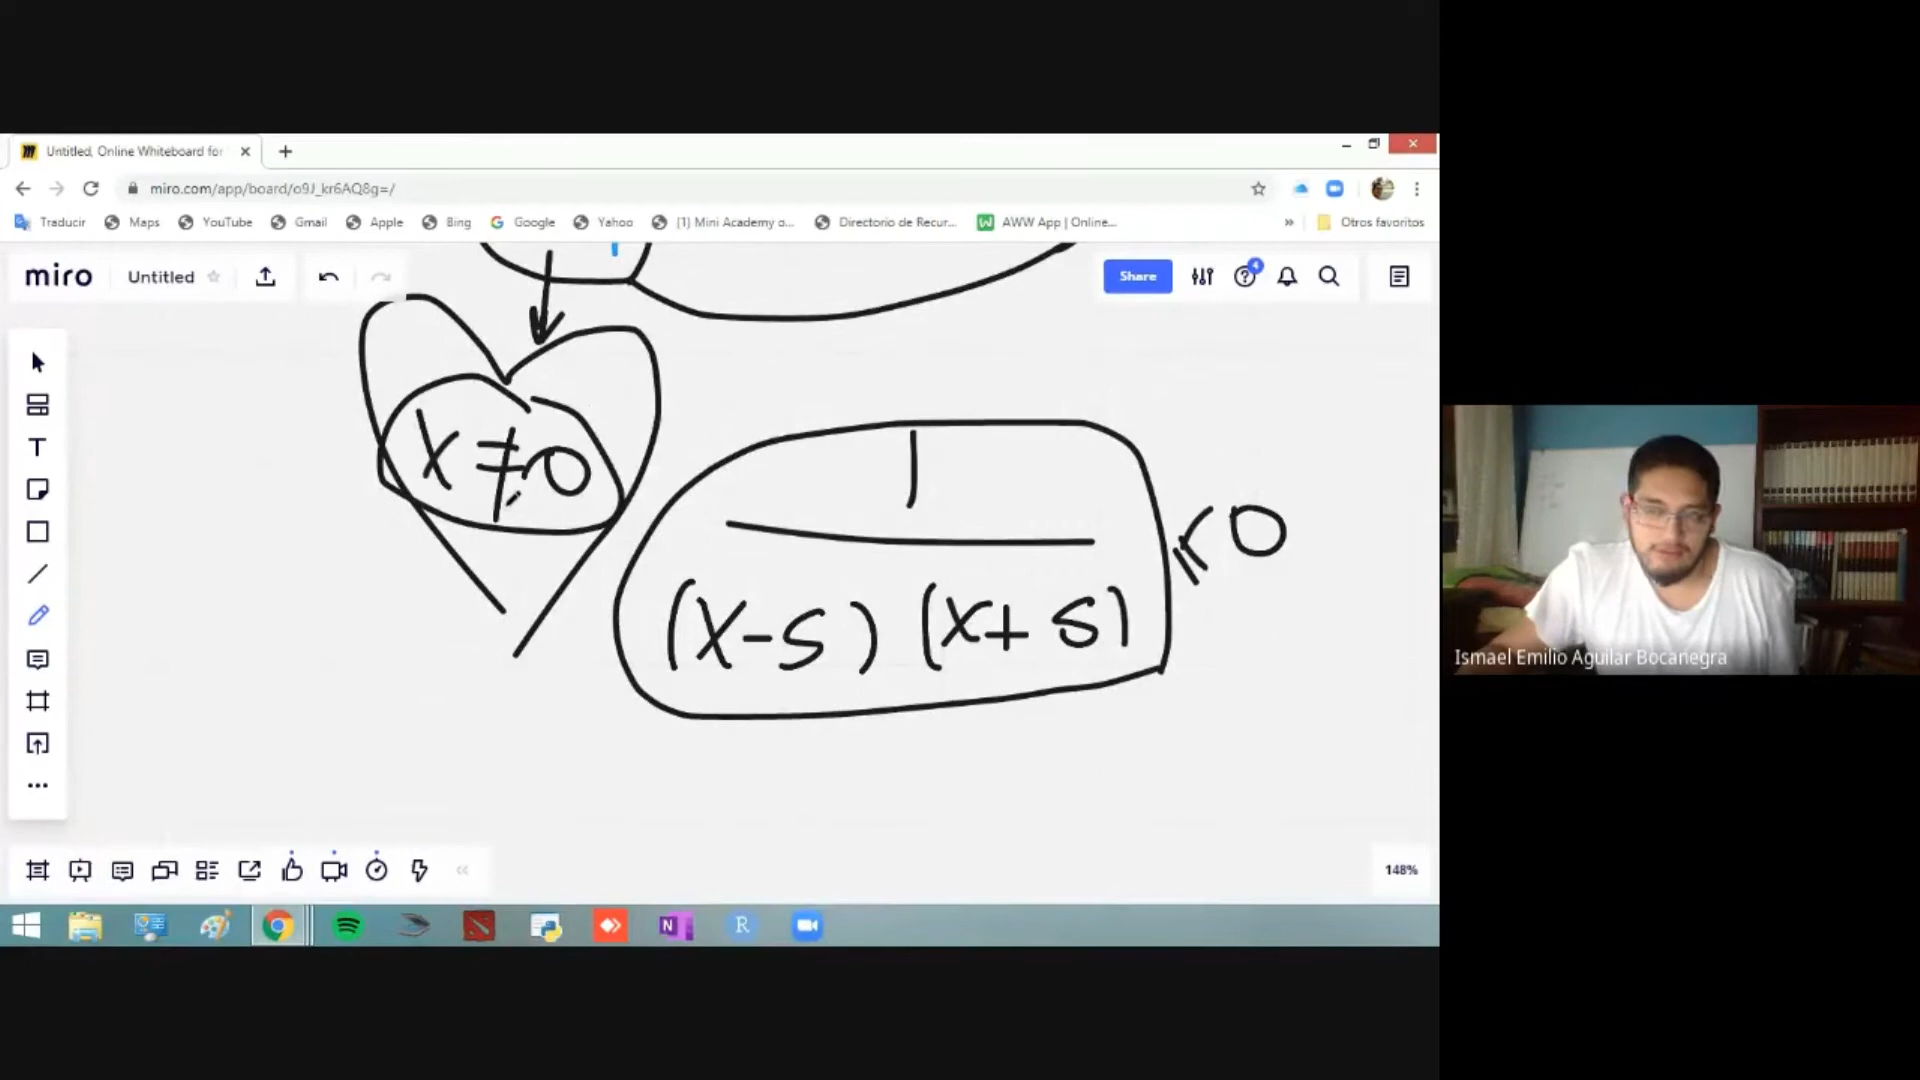 Untitled, Online Whiteboard for
miro.com/app/board/o9J_kr6AQ8g=/
Traducir Maps YouTube Gmail Apple Bing Google Yahoo [1] Mini Academy o... Directorio de Recur... AWW App | Online... » Otros favoritos
miro Untitled Share 4
x ≠ 0
1
(x-5) (x+5)
≤ 0
Ismael Emilio Aguilar Bocanegra
148%